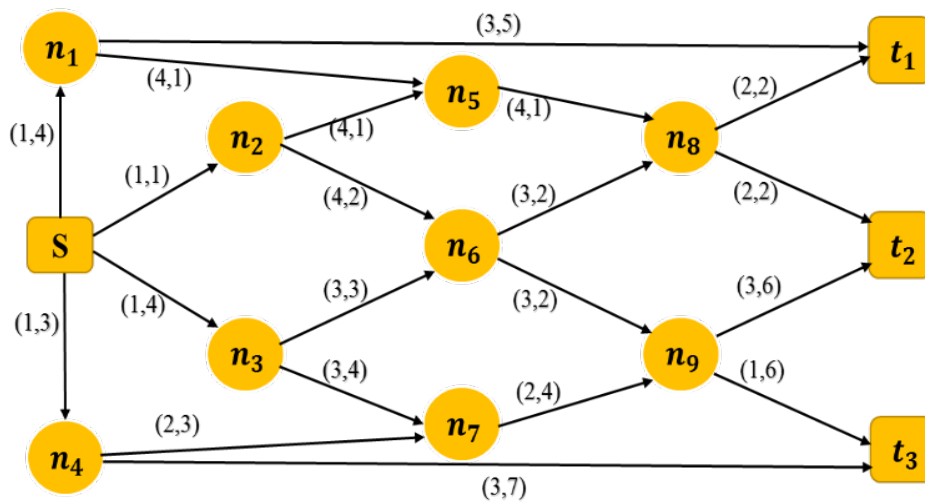 (3,5)
n₁
t₁
(4,1)
n₅
(2,2)
(4,1)
(4,1)
(1,4)
n₂
n₈
(1,1)
(4,2)
(3,2)
(2,2)
S
n₆
t₂
(1,3)
(1,4)
(3,3)
(3,2)
(3,6)
n₃
n₉
(3,4)
(2,4)
(1,6)
(2,3)
n₇
n₄
t₃
(3,7)